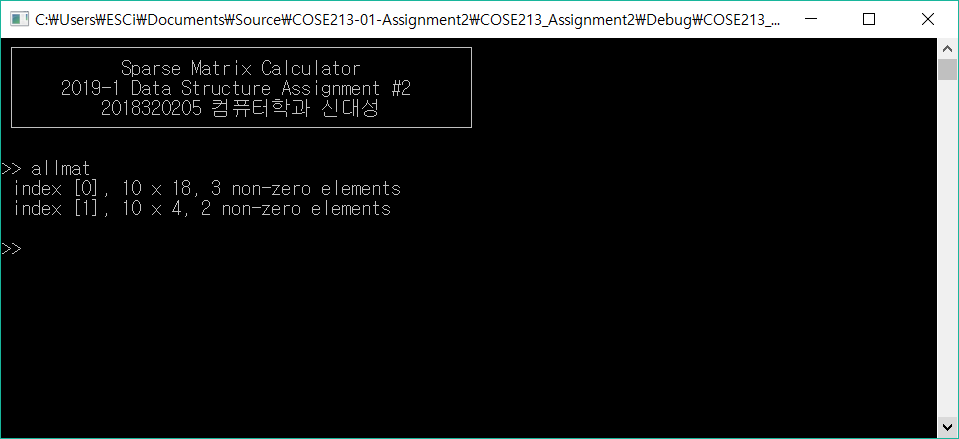 C:₩Users₩ESCi₩Documents₩Source₩COSE213-01-Assignment2₩COSE213_Assignment2₩Debug₩COSE213_...
Sparse Matrix Calculator
2019-1 Data Structure Assignment #2
2018320205 컴퓨터학과 신대성
>> allmat
index [0], 10 x 18, 3 non-zero elements
index [1], 10 x 4, 2 non-zero elements
>>